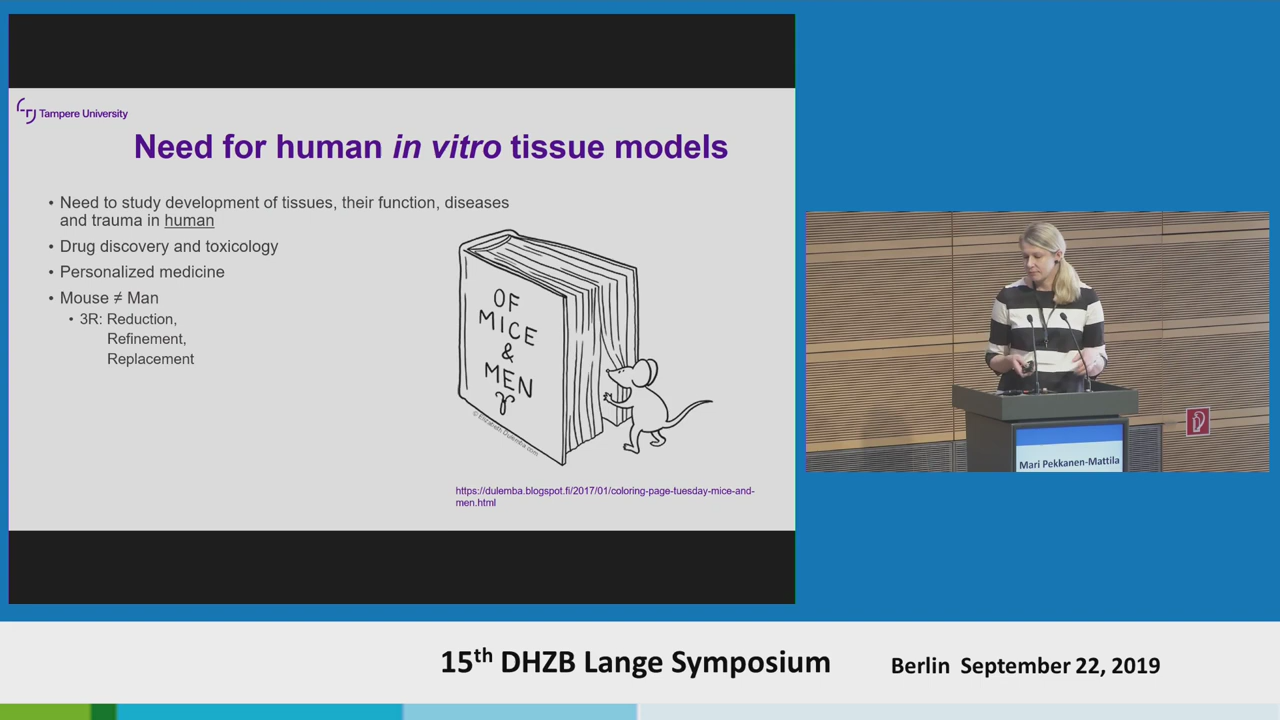 Tampere University
Need for human in vitro tissue models
• Need to study development of tissues, their function, diseases
and trauma in human
• Drug discovery and toxicology
• Personalized medicine
• Mouse ≠ Man
• 3R: Reduction,
Refinement,
Replacement
OF
MICE
&
MEN
© Elizabeth Dulemba.com
https://dulemba.blogspot.fi/2017/01/coloring-page-tuesday-mice-and-
men.html
Mari Pekkanen-Mattila
15th DHZB Lange Symposium
Berlin September 22, 2019